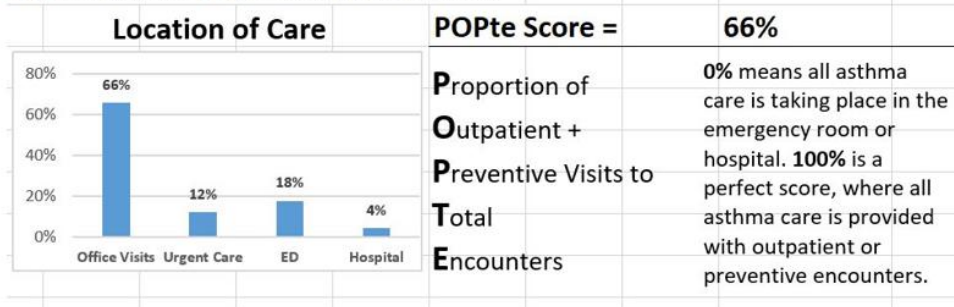 Location of Care
80%
60%
40%
20%
0%
66%
12%
18%
4%
Office Visits Urgent Care ED Hospital
POPte Score = 66%
Proportion of
Outpatient +
Preventive Visits to
Total
Encounters
0% means all asthma
care is taking place in the
emergency room or
hospital. 100% is a
perfect score, where all
asthma care is provided
with outpatient or
preventive encounters.